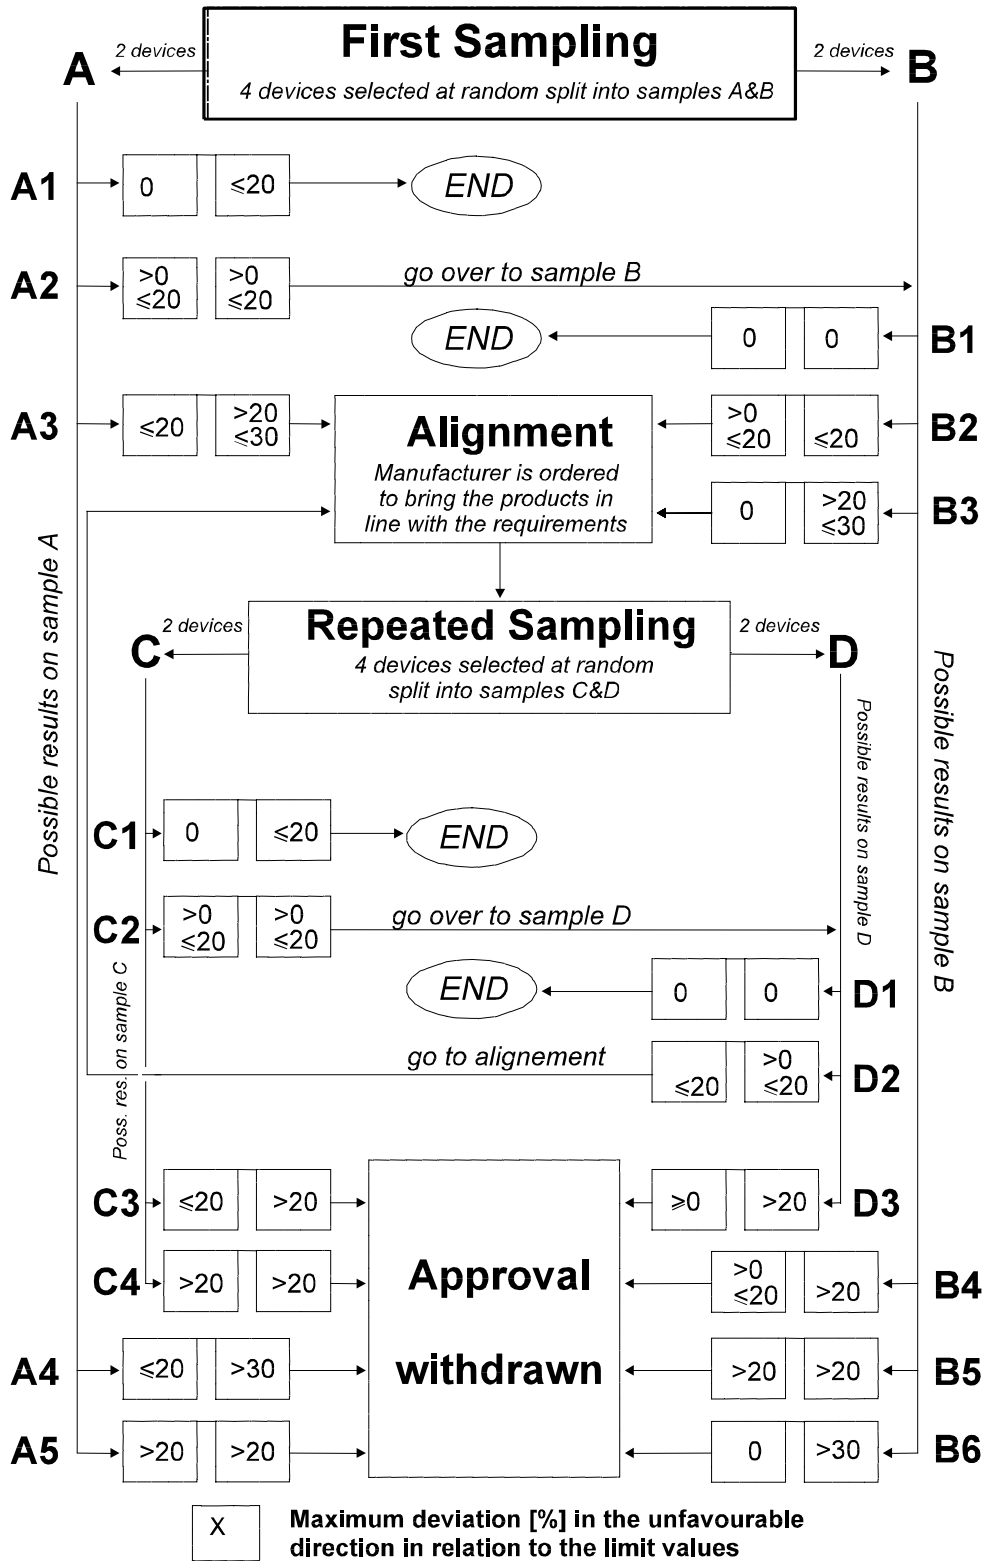 First Sampling
4 devices selected at random split into samples A&B
A
2 devices
2 devices
B
A1
0
≤20
END
A2
>0
≤20
>0
≤20
go over to sample B
END
0
0
B1
A3
≤20
>20
≤30
Alignment
Manufacturer is ordered
to bring the products in
line with the requirements
>0
≤20
≤20
B2
0
>20
≤30
B3
Possible results on sample A
C
2 devices
Repeated Sampling
4 devices selected at random
split into samples C&D
2 devices
D
Possible results on sample D
Possible results on sample B
C1
0
≤20
END
C2
>0
≤20
>0
≤20
go over to sample D
Poss. res. on sample C
END
0
0
D1
go to alignement
≤20
>0
≤20
D2
C3
≤20
>20
≥0
>20
D3
C4
>20
>20
Approval
withdrawn
>0
≤20
>20
B4
A4
≤20
>30
>20
>20
B5
A5
>20
>20
0
>30
B6
X
Maximum deviation [%] in the unfavourable
direction in relation to the limit values